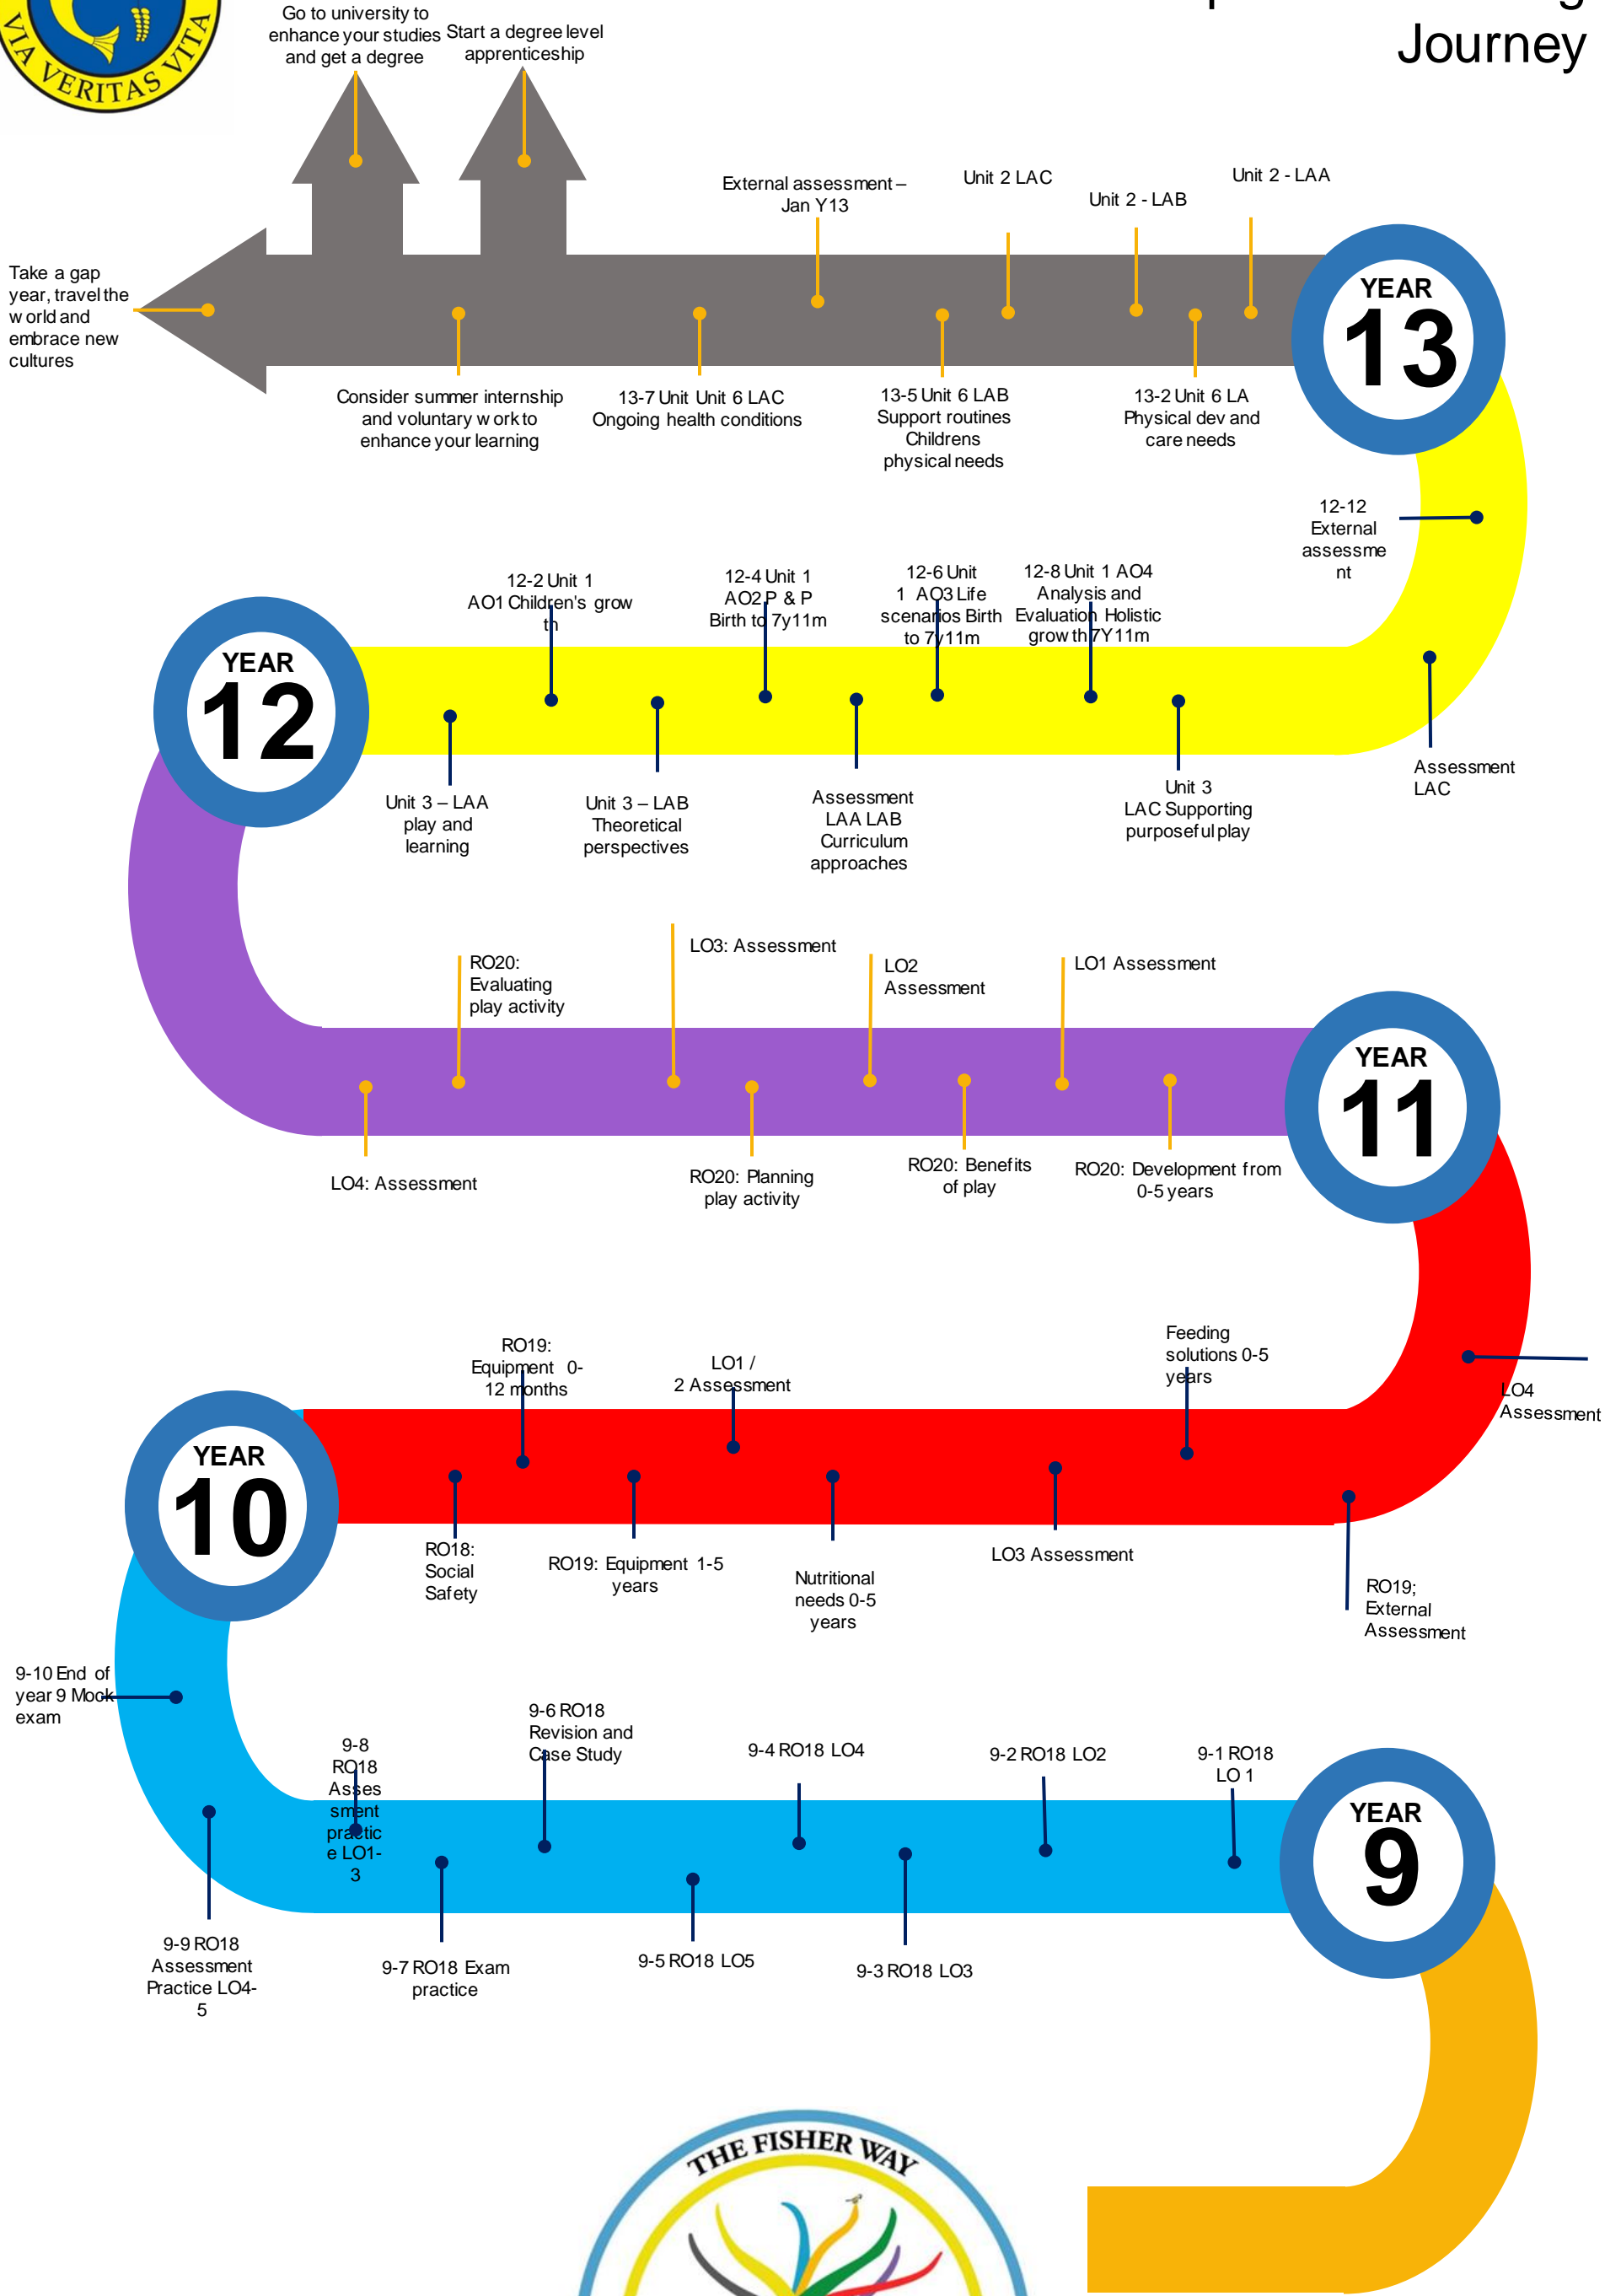 VIA VERITAS VITA
Journey
Go to university to
enhance your studies
and get a degree
Start a degree level
apprenticeship
External assessment –
Jan Y13
Unit 2 LAC
Unit 2 - LAB
Unit 2 - LAA
Take a gap
year, travel the
world and
embrace new
cultures
YEAR
13
Consider summer internship
and voluntary work to
enhance your learning
13-7 Unit Unit 6 LAC
Ongoing health conditions
13-5 Unit 6 LAB
Support routines
Childrens
physical needs
13-2 Unit 6 LA
Physical dev and
care needs
12-12
External
assessme
nt
12-2 Unit 1
AO1 Children's grow
th
12-4 Unit 1
AO2 P & P
Birth to 7y11m
12-6 Unit
1 AO3 Life
scenarios Birth
to 7y11m
12-8 Unit 1 AO4
Analysis and
Evaluation Holistic
growth 7Y11m
YEAR
12
Unit 3 – LAA
play and
learning
Unit 3 – LAB
Theoretical
perspectives
Assessment
LAA LAB
Curriculum
approaches
Unit 3
LAC Supporting
purposeful play
Assessment
LAC
RO20:
Evaluating
play activity
LO3: Assessment
LO2
Assessment
LO1 Assessment
YEAR
11
LO4: Assessment
RO20: Planning
play activity
RO20: Benefits
of play
RO20: Development from
0-5 years
RO19:
Equipment 0-
12 months
LO1 /
2 Assessment
Feeding
solutions 0-5
years
LO4
Assessment
YEAR
10
RO18:
Social
Safety
RO19: Equipment 1-5
years
Nutritional
needs 0-5
years
LO3 Assessment
RO19;
External
Assessment
9-10 End of
year 9 Mock
exam
9-8
RO18
Asses
sment
practic
e LO1-
3
9-6 RO18
Revision and
Case Study
9-4 RO18 LO4
9-2 RO18 LO2
9-1 RO18
LO 1
YEAR
9
9-9 RO18
Assessment
Practice LO4-
5
9-7 RO18 Exam
practice
9-5 RO18 LO5
9-3 RO18 LO3
THE FISHER WAY